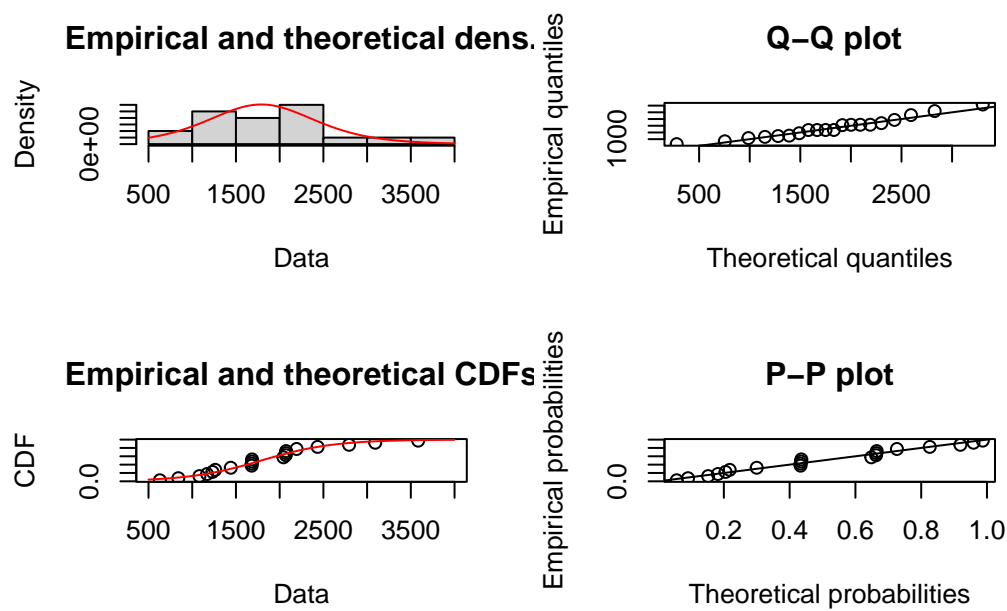 Empirical and theoretical dens.
Density
0e+00
500 1500 2500 3500
Data
Q−Q plot
Empirical quantiles
1000
500 1500 2500
Theoretical quantiles
Empirical and theoretical CDFs
CDF
0.0
500 1500 2500 3500
Data
P−P plot
Empirical probabilities
0.0
0.2 0.4 0.6 0.8 1.0
Theoretical probabilities